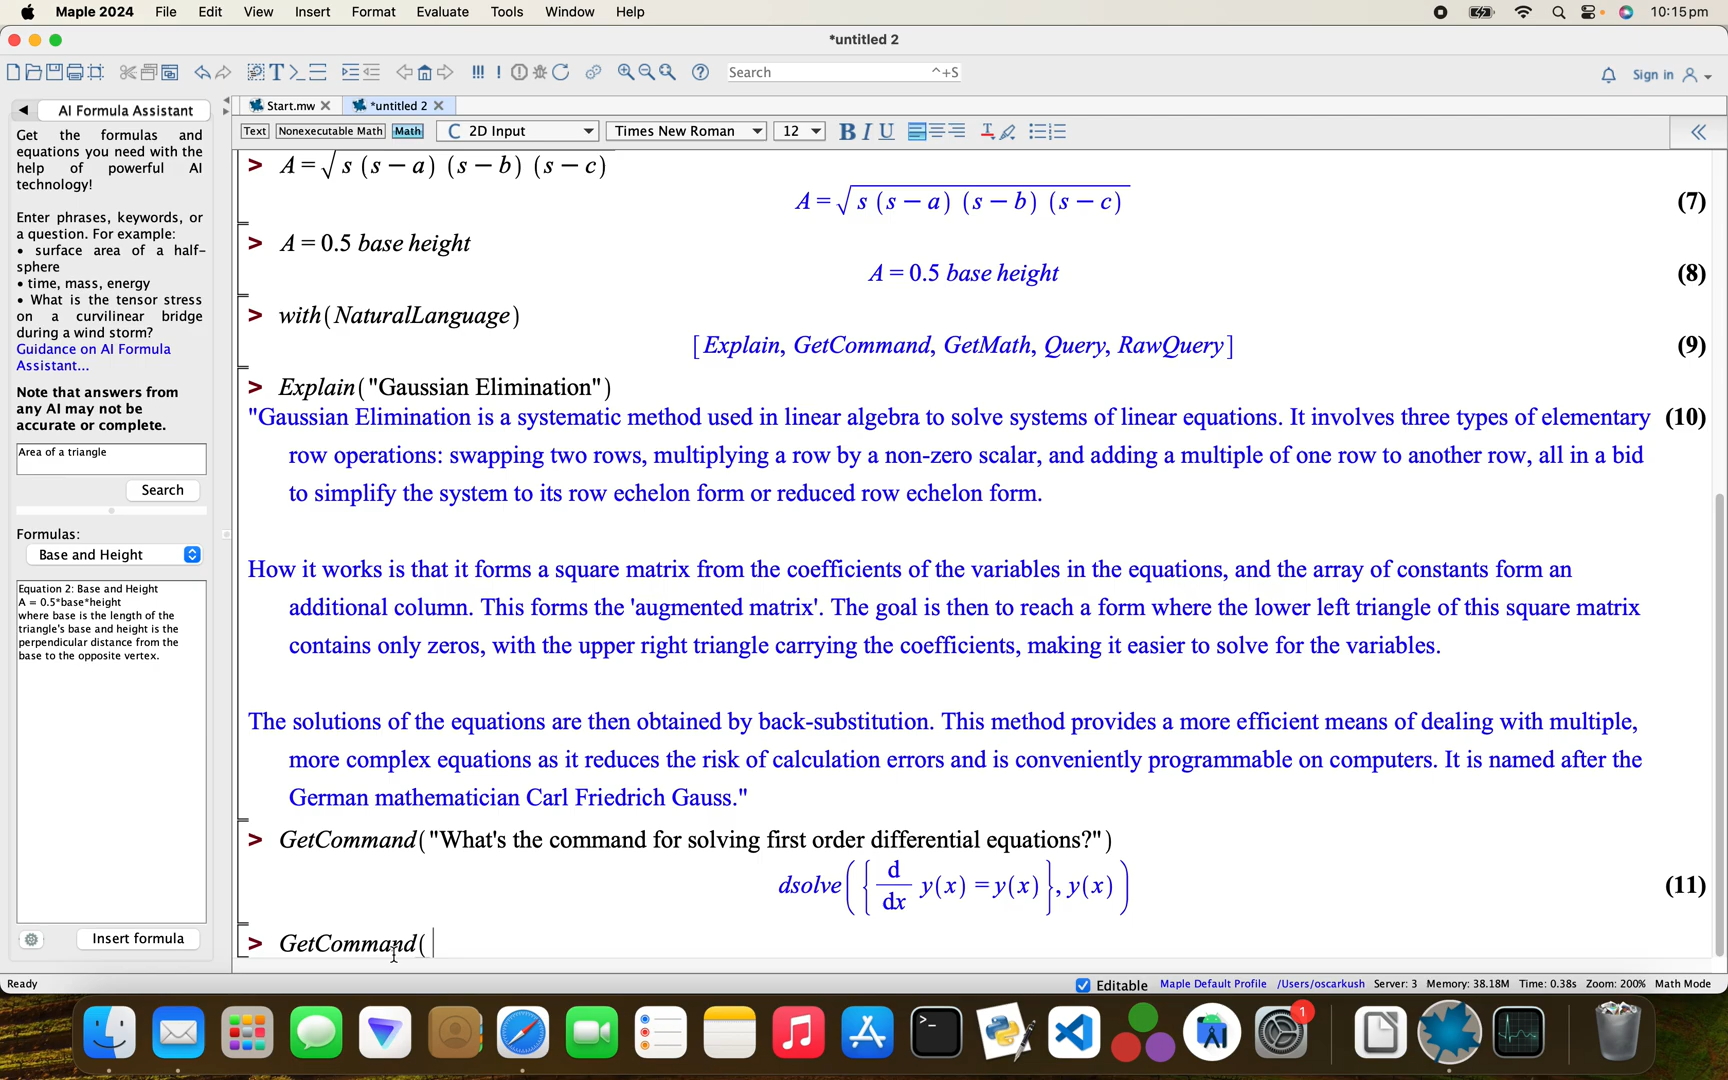 Maple 2024 File Edit View Insert Format Evaluate Tools Window Help 10:15 pm
*untitled 2
Search ^+S Sign in
AI Formula Assistant
Start.mw *untitled 2
Text Nonexecutable Math Math C 2D Input Times New Roman 12 B I U
Get the formulas and
equations you need with the
help of powerful AI
technology!
Enter phrases, keywords, or
a question. For example:
• surface area of a half-
sphere
• time, mass, energy
• What is the tensor stress
on a curvilinear bridge
during a wind storm?
Guidance on AI Formula
Assistant...
Note that answers from
any AI may not be
accurate or complete.
Area of a triangle
Search
Formulas:
Base and Height
Equation 2: Base and Height
A = 0.5*base*height
where base is the length of the
triangle's base and height is the
perpendicular distance from the
base to the opposite vertex.
Insert formula
> A = √ s (s − a) (s − b) (s − c)
A = √ s (s − a) (s − b) (s − c) (7)
> A = 0.5 base height
A = 0.5 base height (8)
> with(NaturalLanguage)
[Explain, GetCommand, GetMath, Query, RawQuery] (9)
> Explain("Gaussian Elimination")
"Gaussian Elimination is a systematic method used in linear algebra to solve systems of linear equations. It involves three types of elementary (10)
row operations: swapping two rows, multiplying a row by a non-zero scalar, and adding a multiple of one row to another row, all in a bid
to simplify the system to its row echelon form or reduced row echelon form.
How it works is that it forms a square matrix from the coefficients of the variables in the equations, and the array of constants form an
additional column. This forms the 'augmented matrix'. The goal is then to reach a form where the lower left triangle of this square matrix
contains only zeros, with the upper right triangle carrying the coefficients, making it easier to solve for the variables.
The solutions of the equations are then obtained by back-substitution. This method provides a more efficient means of dealing with multiple,
more complex equations as it reduces the risk of calculation errors and is conveniently programmable on computers. It is named after the
German mathematician Carl Friedrich Gauss."
> GetCommand("What's the command for solving first order differential equations?")
dsolve({d/dx y(x) = y(x)}, y(x)) (11)
> GetCommand(
Ready Editable Maple Default Profile /Users/oscarkush Server: 3 Memory: 38.18M Time: 0.38s Zoom: 200% Math Mode
>_ 1